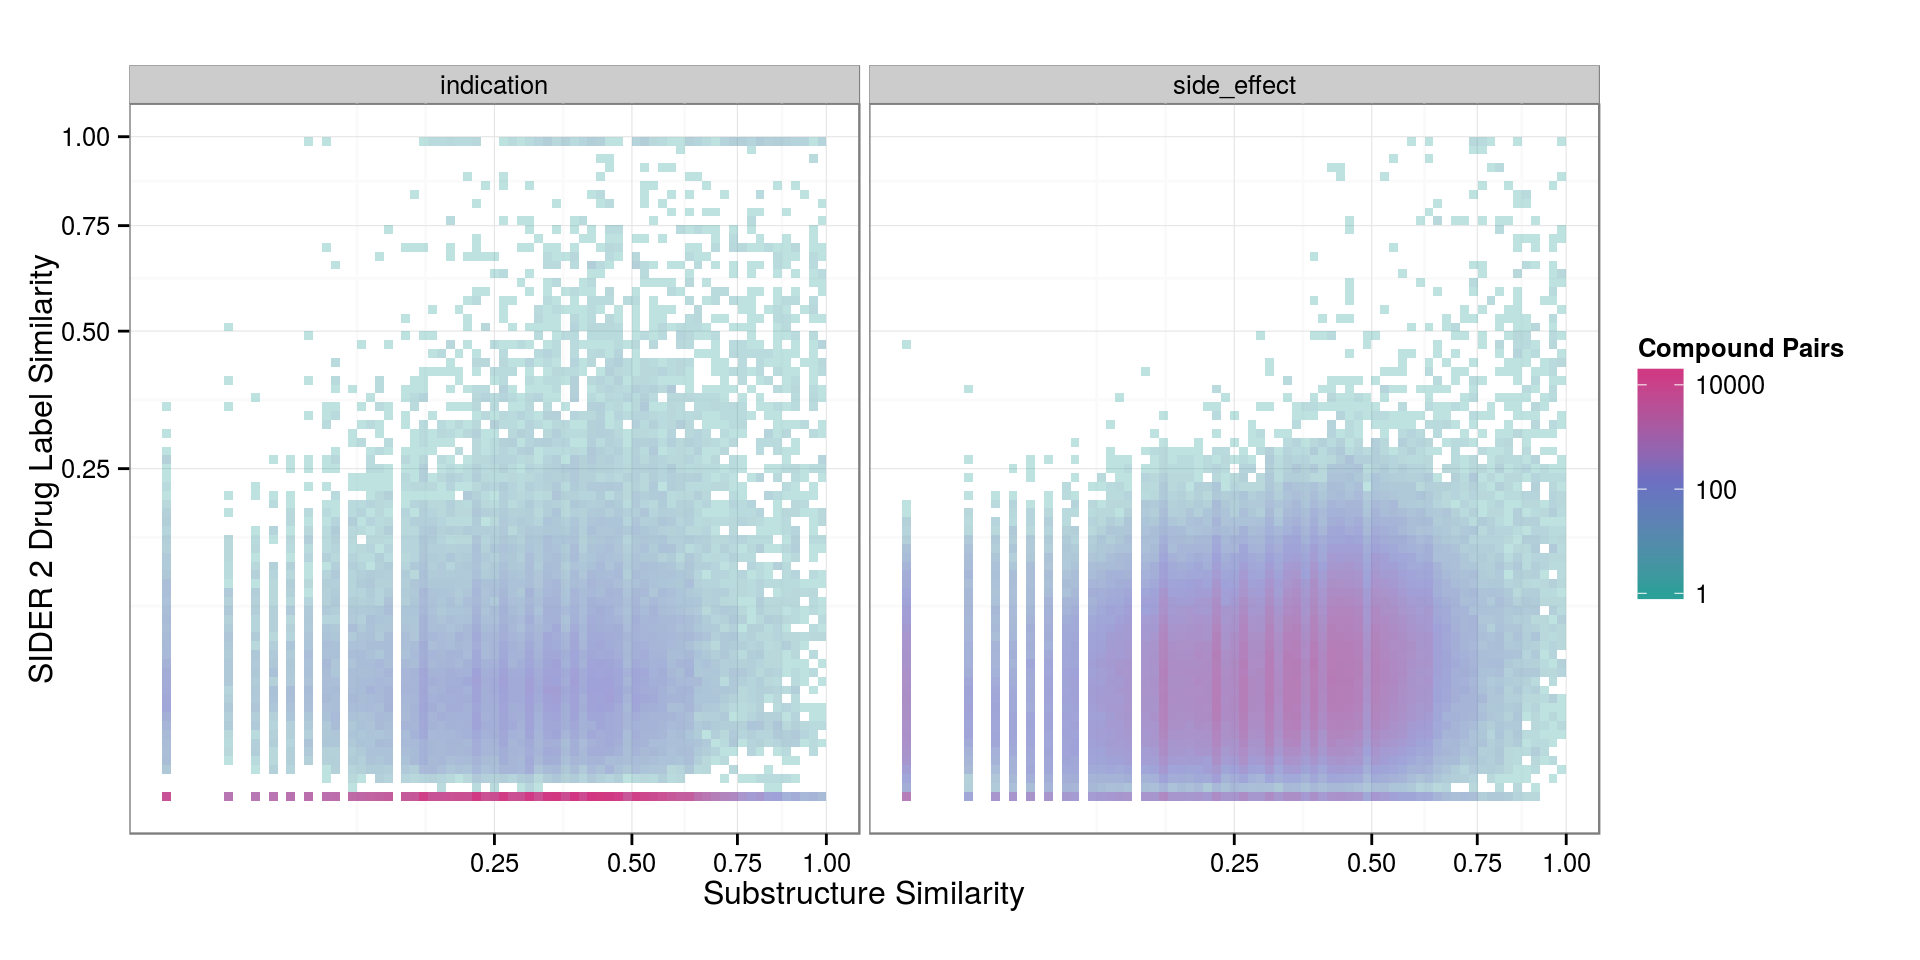 indication
side_effect
1.00
0.75
0.50
0.25
SIDER 2 Drug Label Similarity
0.25 0.50 0.75 1.00
0.25 0.50 0.75 1.00
Substructure Similarity
Compound Pairs
10000
100
1